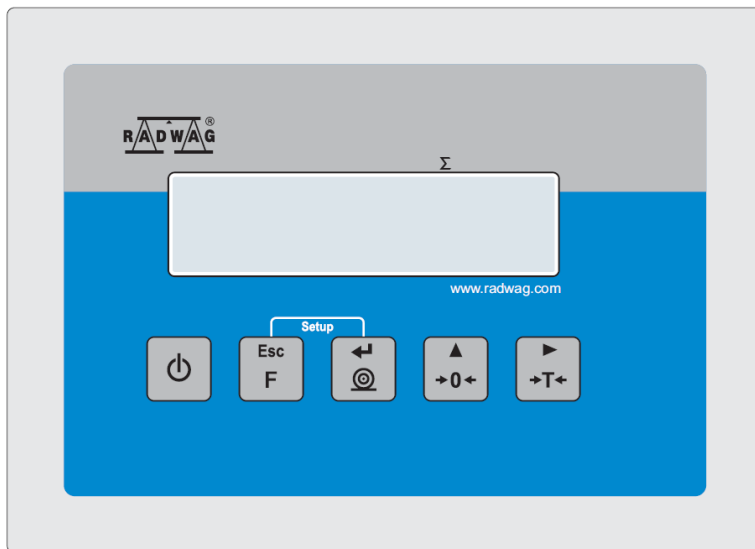 RADWAG®
Σ
www.radwag.com
Setup
Esc
F
→0←
→T←